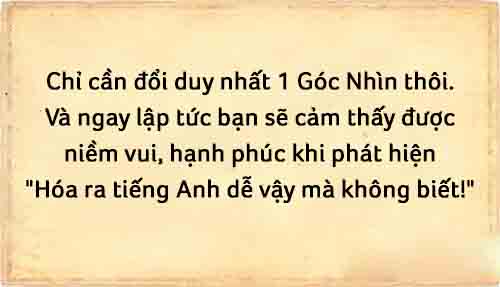 Chỉ cần đổi duy nhất 1 Góc Nhìn thôi.
Và ngay lập tức bạn sẽ cảm thấy được
niềm vui, hạnh phúc khi phát hiện
"Hóa ra tiếng Anh dễ vậy mà không biết!"